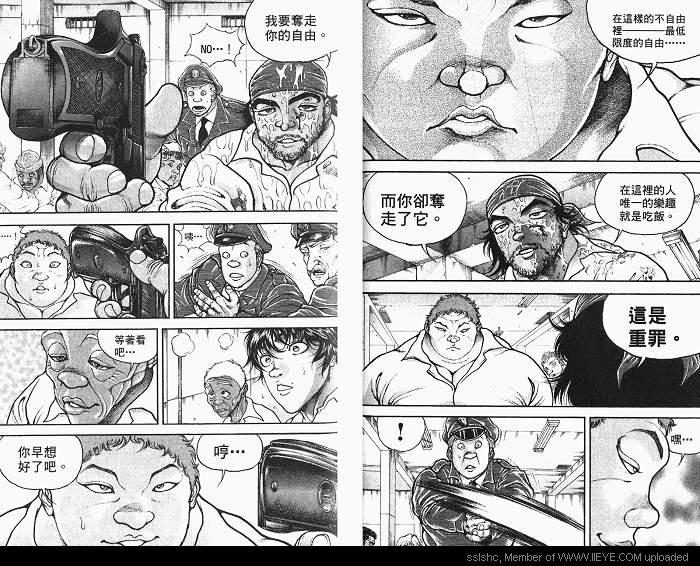 在這樣的不自由
裡———最低
限度的自由……
在這裡的人
唯一的樂趣
就是吃飯。
而你卻奪
走了它。
這是
重罪。
嘿…
！
我要奪走
你的自由。
NO…！
咦…
……
等著看
吧…
哼…
你早想
好了吧。
sslshc, Member of WWW.IIEYE.COM uploaded